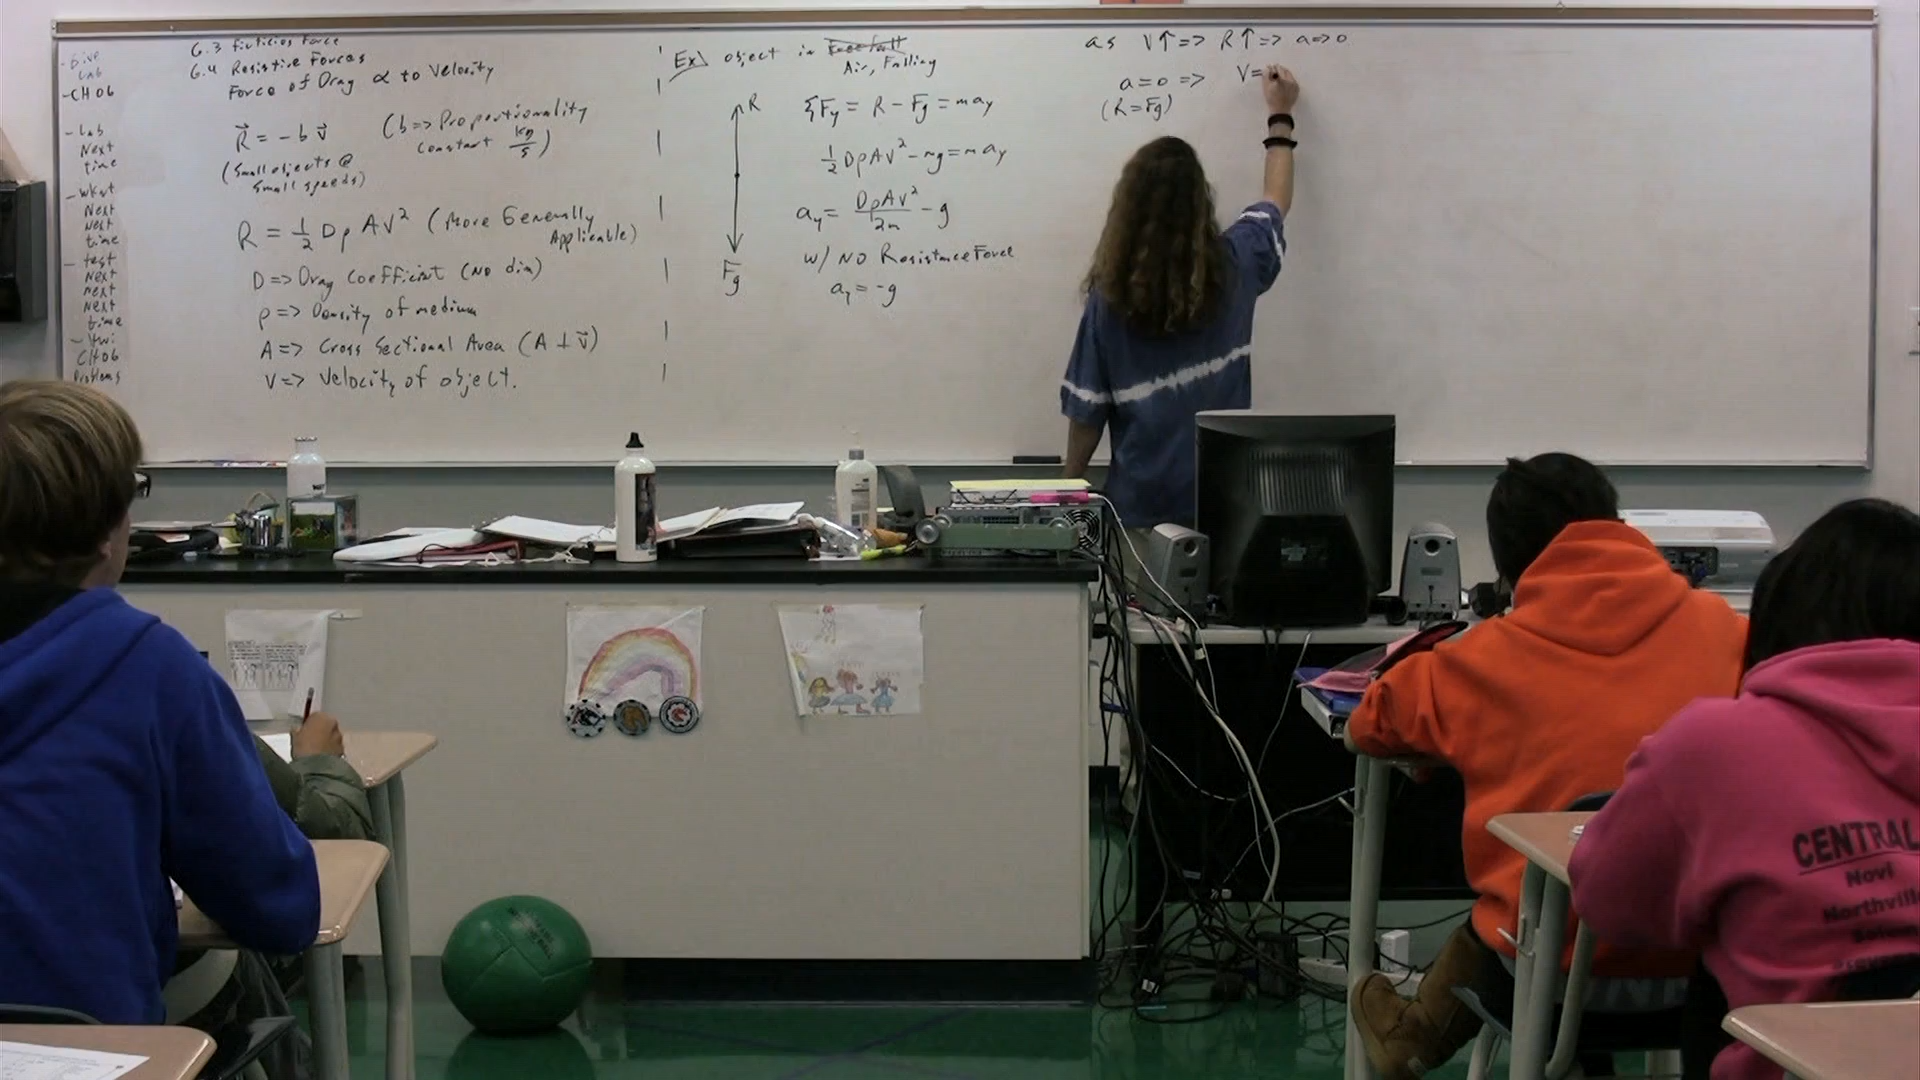 - Give
Lab
- CH06
- Lab
Next
time
- wkst
Next
Next
time
- test
Next
Next
Next
time
- Hw:
CH06
Problems
6.3 ficticios Force
6.4 Resistive Forces
Force of Drag ∝ to Velocity
R⃗ = - b v⃗
(b => Proportionality
constant kg/s)
(Small objects @
small speeds)
R = 1/2 D ρ A V² (More Generally
Applicable)
D => Drag Coefficient (No dim)
ρ => Density of medium
A => Cross Sectional Area (A ⊥ v⃗)
V => Velocity of object.
Ex) object in Free fall
Air, Falling
R
Fg
ΣFy = R - Fg = may
1/2 DρAV² - mg = may
ay = DρAV²/2m - g
w/ NO Resistance Force
ay = -g
as V↑ => R↑ => a => 0
a = 0 => V =
(R = Fg)
CENTRAL
Novi
Northville